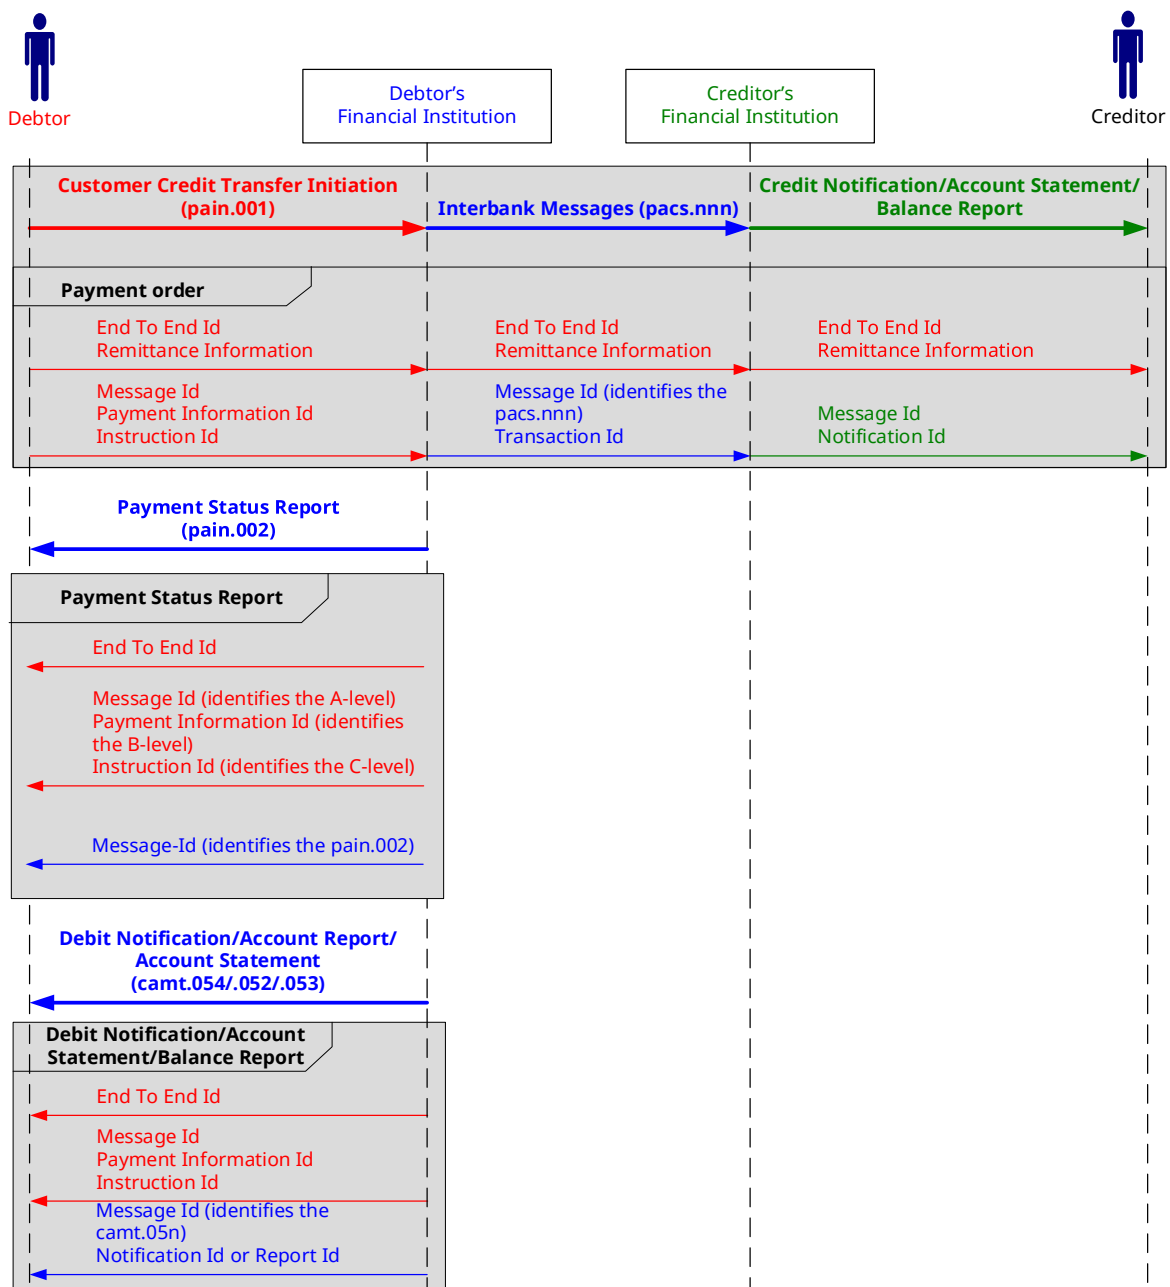 Debtor
Debtor’s
Financial Institution
Creditor’s
Financial Institution
Creditor
Customer Credit Transfer Initiation
(pain.001)
Interbank Messages (pacs.nnn)
Credit Notification/Account Statement/
Balance Report
Payment order
End To End Id
Remittance Information
End To End Id
Remittance Information
End To End Id
Remittance Information
Message Id
Payment Information Id
Instruction Id
Message Id (identifies the
pacs.nnn)
Transaction Id
Message Id
Notification Id
Payment Status Report
(pain.002)
Payment Status Report
End To End Id
Message Id (identifies the A-level)
Payment Information Id (identifies
the B-level)
Instruction Id (identifies the C-level)
Message-Id (identifies the pain.002)
Debit Notification/Account Report/
Account Statement
(camt.054/.052/.053)
Debit Notification/Account
Statement/Balance Report
End To End Id
Message Id
Payment Information Id
Instruction Id
Message Id (identifies the
camt.05n)
Notification Id or Report Id